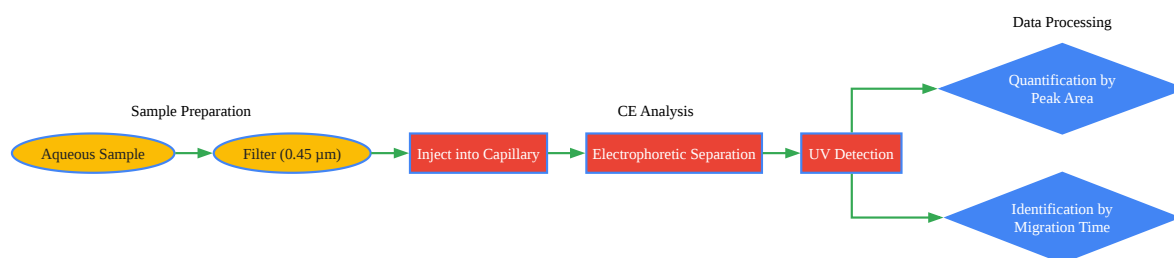 Sample Preparation
Aqueous Sample
Filter (0.45 µm)
CE Analysis
Inject into Capillary
Electrophoretic Separation
UV Detection
Data Processing
Quantification by
Peak Area
Identification by
Migration Time